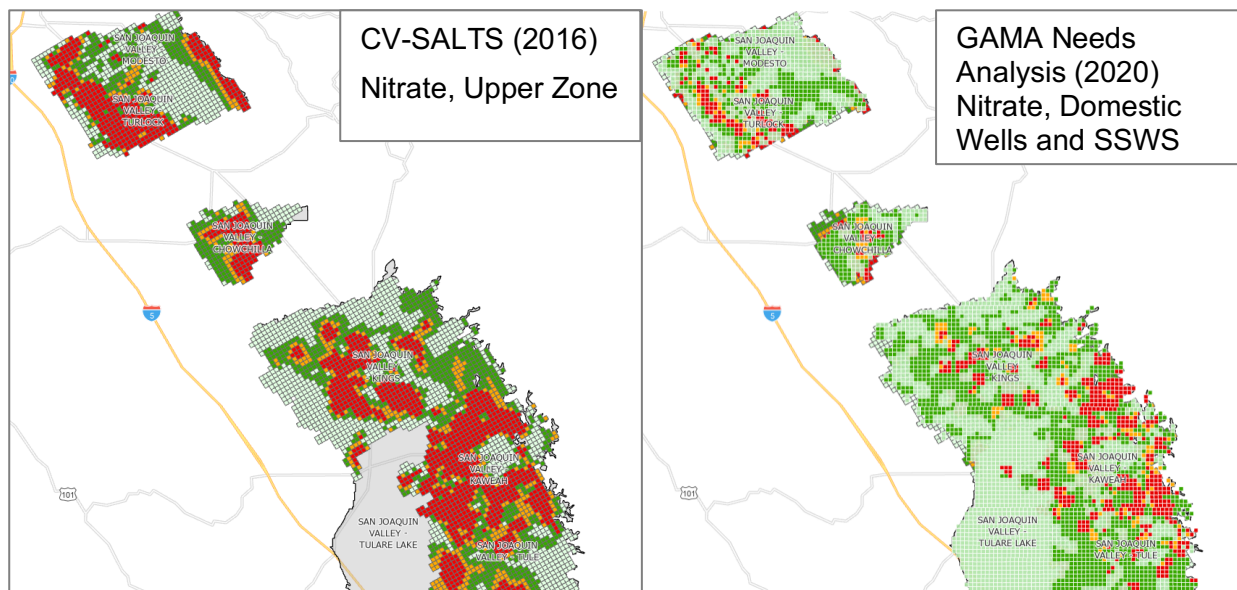 CV-SALTS (2016)
Nitrate, Upper Zone
SAN JOAQUIN
VALLEY -
MODESTO
SAN JOAQUIN
VALLEY -
TURLOCK
SAN JOAQUIN
VALLEY -
CHOWCHILLA
5
SAN JOAQUIN
VALLEY -
KINGS
SAN JOAQUIN
VALLEY -
KAWEAH
101
SAN JOAQUIN
VALLEY -
TULARE LAKE
SAN JOAQUIN
VALLEY - TULE
GAMA Needs
Analysis (2020)
Nitrate, Domestic
Wells and SSWS
SAN JOAQUIN
VALLEY -
MODESTO
SAN JOAQUIN
VALLEY -
TURLOCK
SAN JOAQUIN
VALLEY -
CHOWCHILLA
5
SAN JOAQUIN
VALLEY -
KINGS
SAN JOAQUIN
VALLEY -
KAWEAH
101
SAN JOAQUIN
VALLEY -
TULARE LAKE
SAN JOAQUIN
VALLEY - TULE